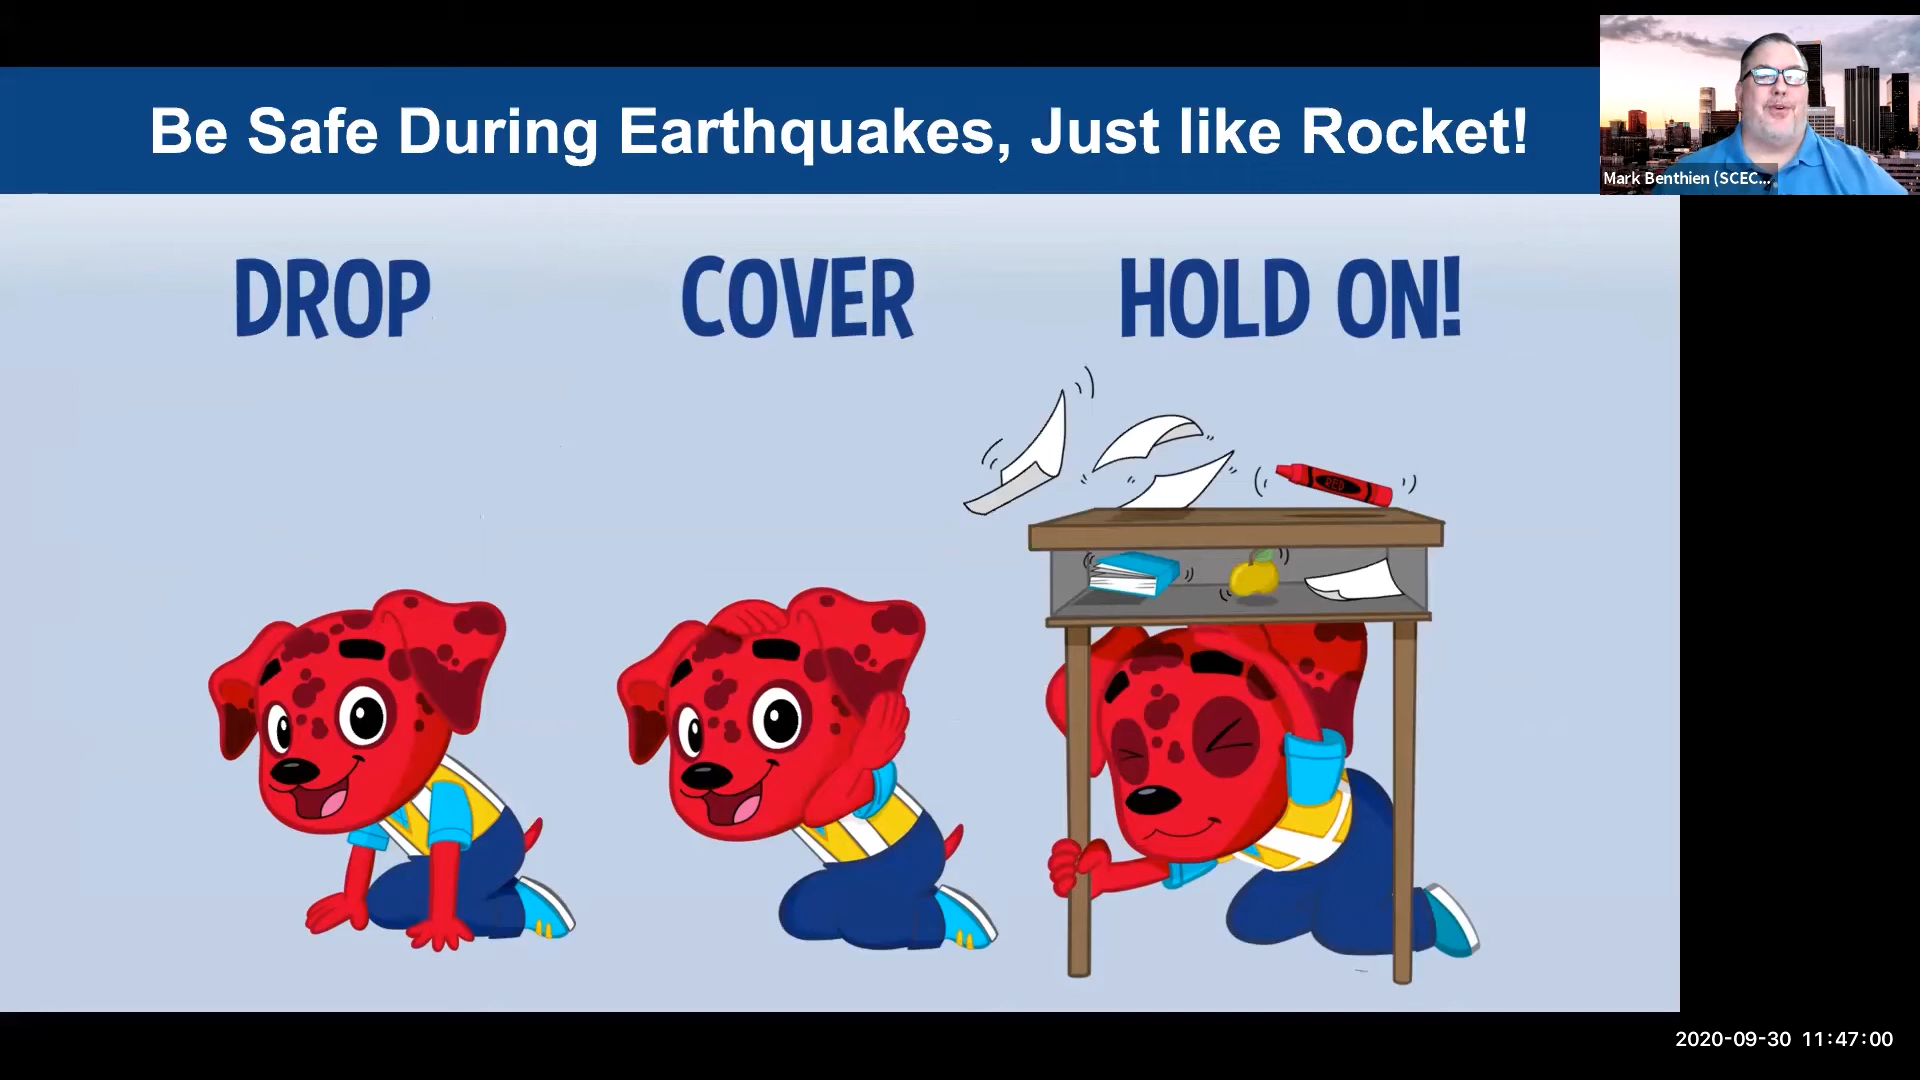 Be Safe During Earthquakes, Just like Rocket!
Mark Benthien (SCEC...
DROP
COVER
HOLD ON!
RED
2020-09-30 11:47:00